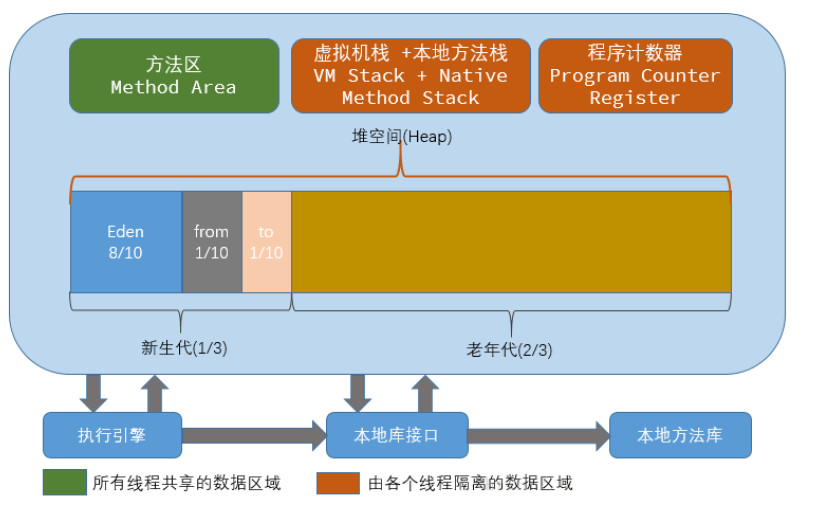 方法区
Method Area
虚拟机栈 +本地方法栈
VM Stack + Native
Method Stack
程序计数器
Program Counter
Register
堆空间(Heap)
Eden
8/10
from
1/10
to
1/10
新生代(1/3)
老年代(2/3)
执行引擎
本地库接口
本地方法库
所有线程共享的数据区域
由各个线程隔离的数据区域